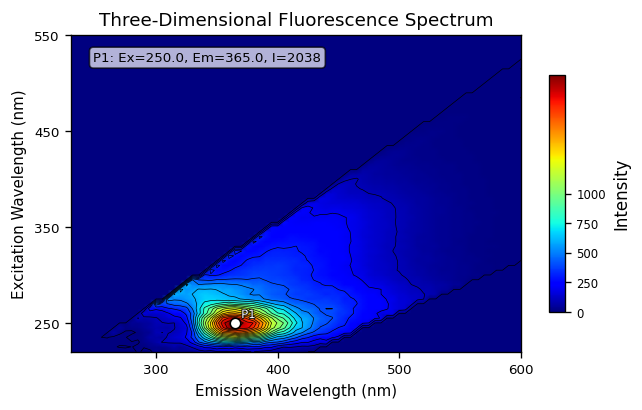 Three-Dimensional Fluorescence Spectrum
P1: Ex=250.0, Em=365.0, I=2038
P1
550
450
350
250
300
400
500
600
Excitation Wavelength (nm)
Emission Wavelength (nm)
1000
750
500
250
0
Intensity